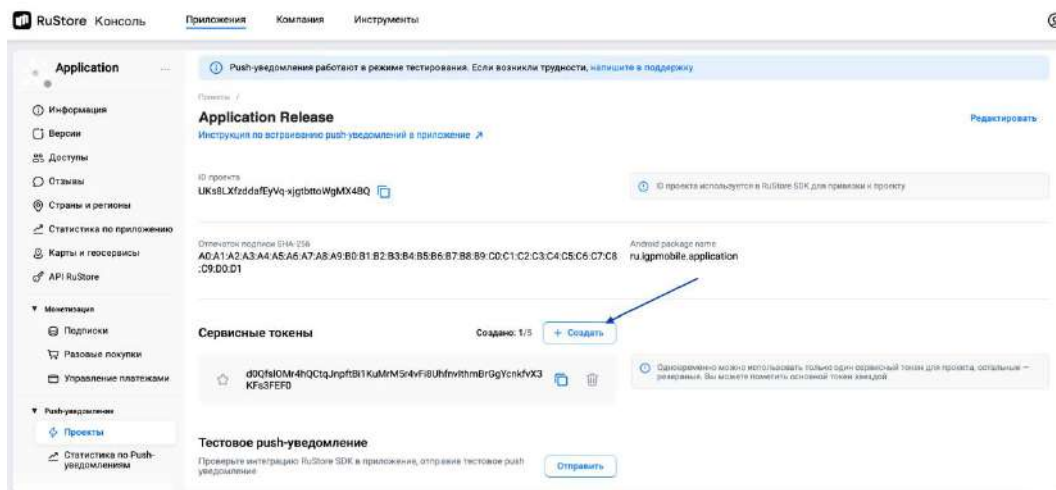 RuStore Консоль
Приложения
Компания
Инструменты
Application
Push-уведомления работают в режиме тестирования. Если возникли трудности, напишите в поддержку
Проекты /
Application Release
Редактировать
Инструкция по встраиванию push-уведомлений в приложение
Информация
Версии
Доступы
Отзывы
Страны и регионы
Статистика по приложению
Карты и геосервисы
API RuStore
Монетизация
Подписки
Разовые покупки
Управление платежами
Push-уведомления
Проекты
Статистика по Push-
уведомлениям
ID проекта
ID проекта используется в RuStore SDK для привязки к проекту
Отпечаток подписи SHA-256
A0:A1:A2:A3:A4:A5:A6:A7:A8:A9:B0:B1:B2:B3:B4:B5:B6:B7:B8:B9:C0:C1:C2:C3:C4:C5:C6:C7:C8
:C9:D0:D1
Android package name
ru.igpmobile.application
Сервисные токены
Создано: 1/5
+ Создать
KFs3FEF0
Одновременно можно использовать только один сервисный токен для проекта, остальные —
резервные. Вы можете пометить основной токен звездой
Тестовое push-уведомление
Проверьте интеграцию RuStore SDK в приложение, отправив тестовое push
уведомление
Отправить